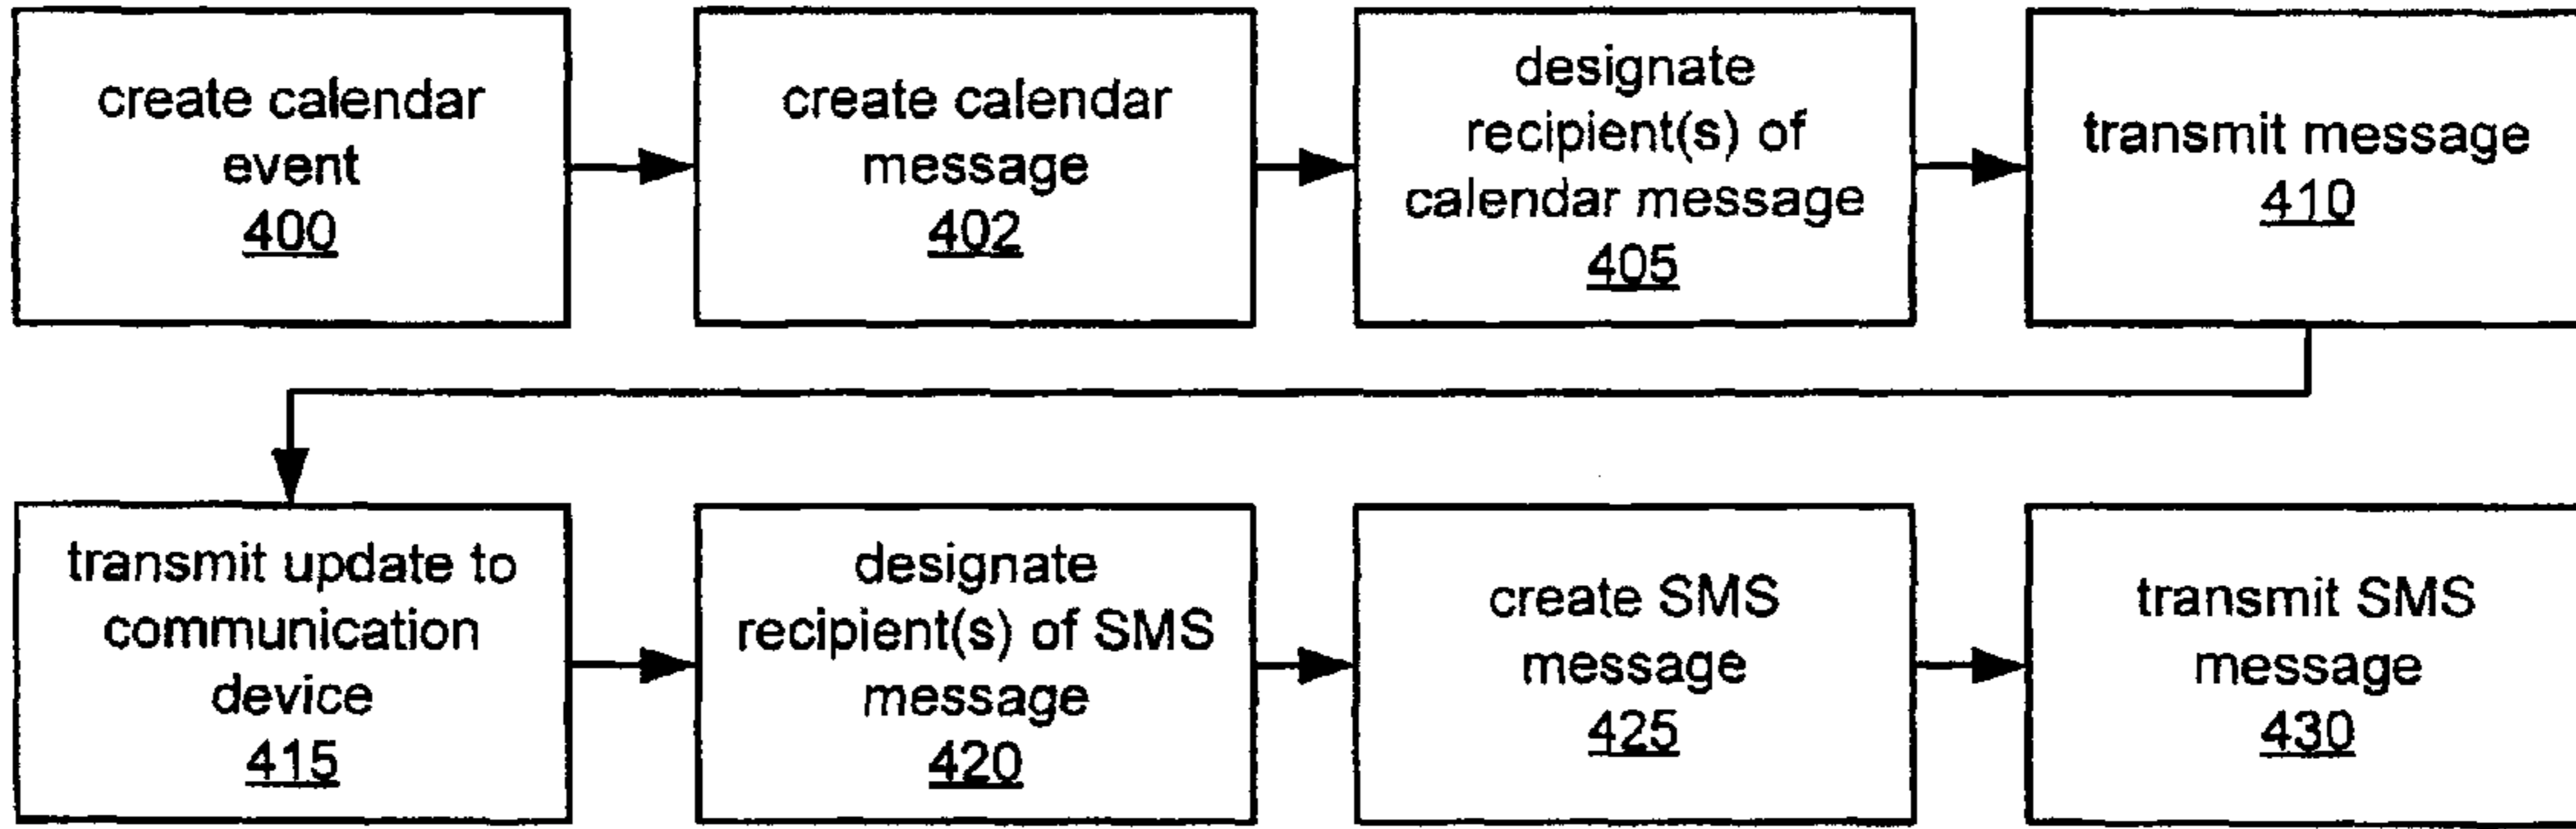 create calendar
event
400
create calendar
message
402
designate
recipient(s) of
calendar message
405
transmit message
410
transmit update to
communication
device
415
designate
recipient(s) of SMS
message
420
create SMS
message
425
transmit SMS
message
430